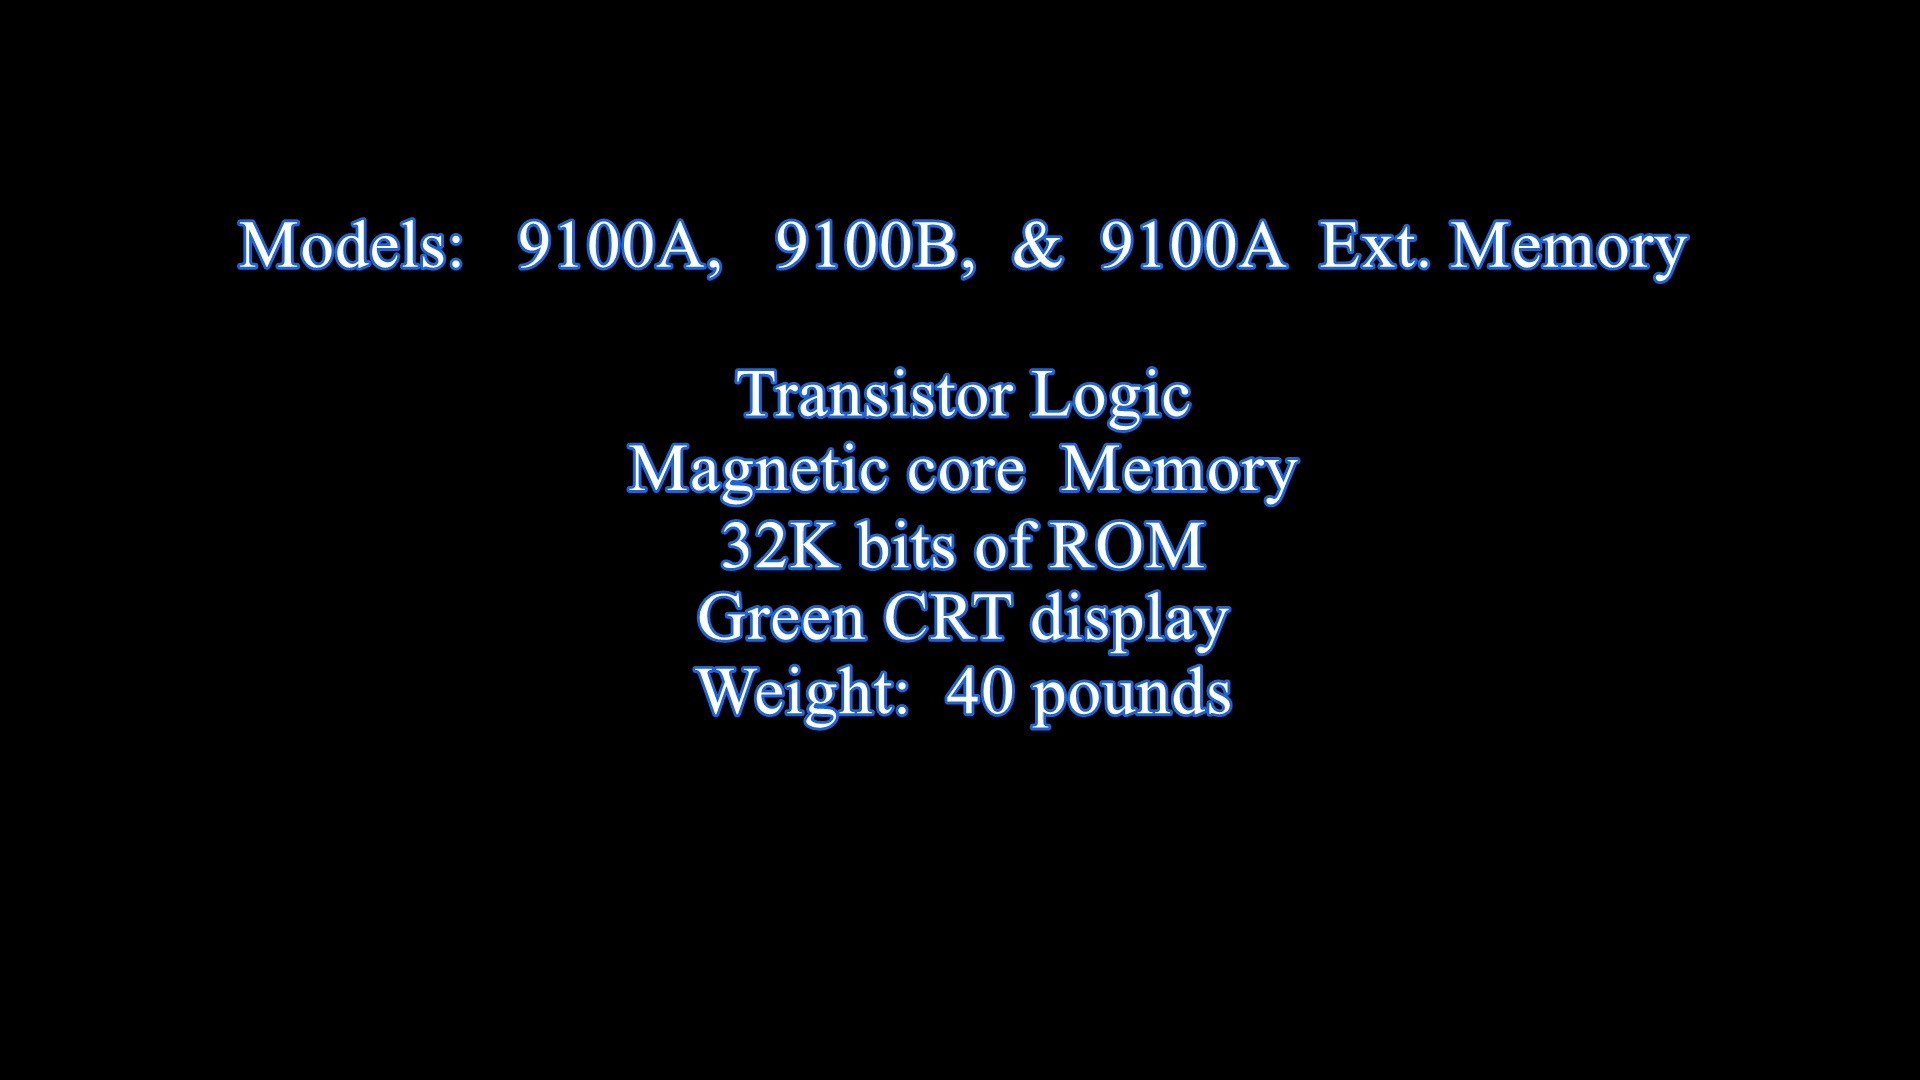 Models: 9100A, 9100B, & 9100A Ext. Memory
Transistor Logic
Magnetic core Memory
32K bits of ROM
Green CRT display
Weight: 40 pounds